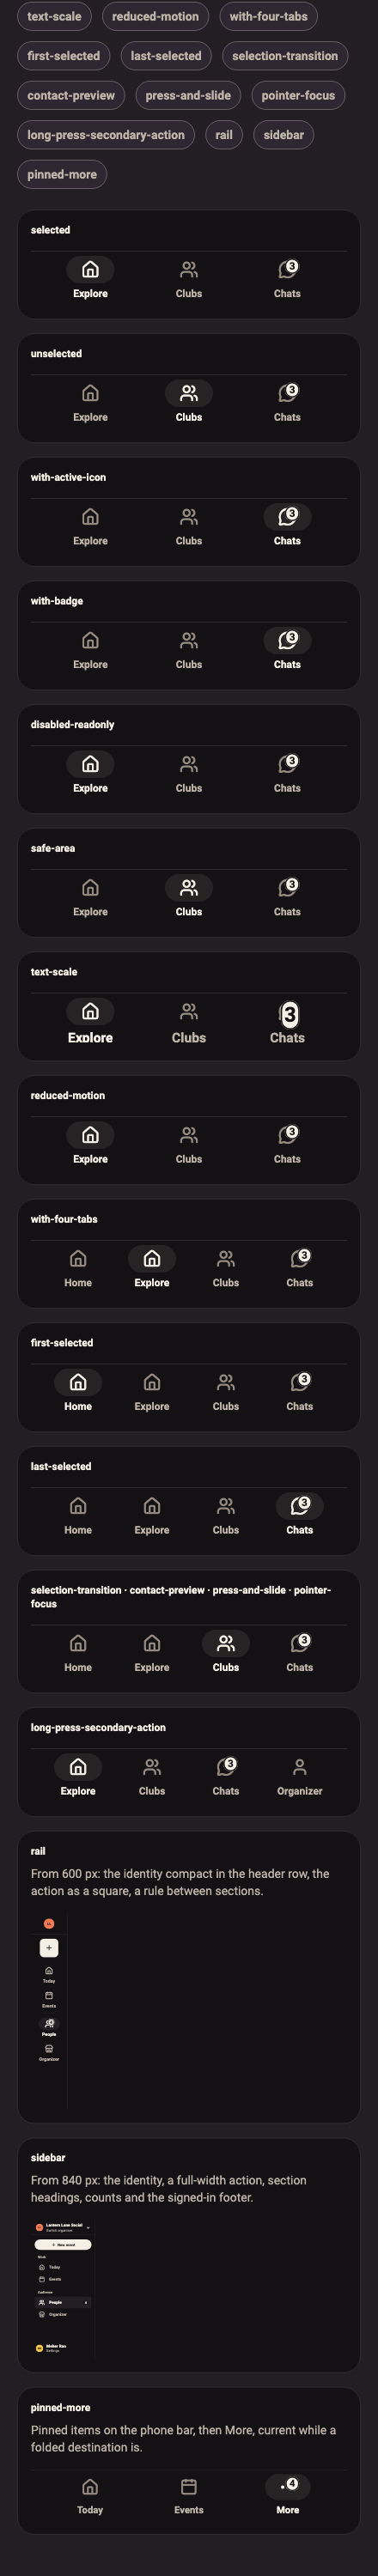 text-scale reduced-motion with-four-tabs
first-selected last-selected selection-transition
contact-preview press-and-slide pointer-focus
long-press-secondary-action rail sidebar
pinned-more
selected
3
Explore Clubs Chats
unselected
3
Explore Clubs Chats
with-active-icon
3
Explore Clubs Chats
with-badge
3
Explore Clubs Chats
disabled-readonly
3
Explore Clubs Chats
safe-area
3
Explore Clubs Chats
text-scale
3
Explore Clubs Chats
reduced-motion
3
Explore Clubs Chats
with-four-tabs
3
Home Explore Clubs Chats
first-selected
3
Home Explore Clubs Chats
last-selected
3
Home Explore Clubs Chats
selection-transition · contact-preview · press-and-slide · pointer-
focus
3
Home Explore Clubs Chats
long-press-secondary-action
3
Explore Clubs Chats Organizer
rail
From 600 px: the identity compact in the header row, the
action as a square, a rule between sections.
Today
Events
People
Organizer
sidebar
From 840 px: the identity, a full-width action, section
headings, counts and the signed-in footer.
Lantern Lane Social
+ New event
Today
Events
Audience
People
Organizer
Settings
pinned-more
Pinned items on the phone bar, then More, current while a
folded destination is.
4
Today Events More